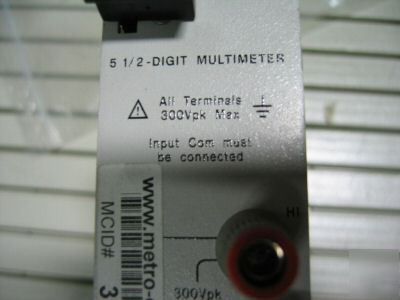 5 1/2-DIGIT MULTIMETER
All Terminals
300Vpk Max
Input Com must
be connected
www.metro-
MCID# 3
HI
300Vpk